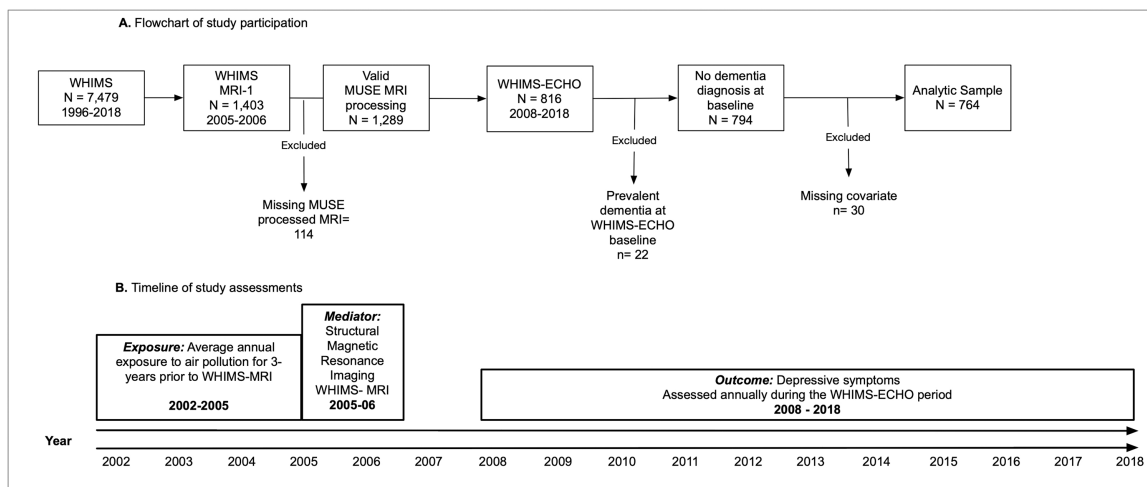 A. Flowchart of study participation
WHIMS
N = 7,479
1996-2018
WHIMS
MRI-1
N = 1,403
2005-2006
Valid
MUSE MRI
processing
N = 1,289
WHIMS-ECHO
N = 816
2008-2018
No dementia
diagnosis at
baseline
N = 794
Analytic Sample
N = 764
Excluded
Missing MUSE
processed MRI=
114
Excluded
Prevalent
dementia at
WHIMS-ECHO
baseline
n= 22
Excluded
Missing covariate
n= 30
B. Timeline of study assessments
Exposure: Average annual
exposure to air pollution for 3-
years prior to WHIMS-MRI
2002-2005
Mediator:
Structural
Magnetic
Resonance
Imaging
WHIMS- MRI
2005-06
Outcome: Depressive symptoms
Assessed annually during the WHIMS-ECHO period
2008 - 2018
Year
2002 2003 2004 2005 2006 2007 2008 2009 2010 2011 2012 2013 2014 2015 2016 2017 2018